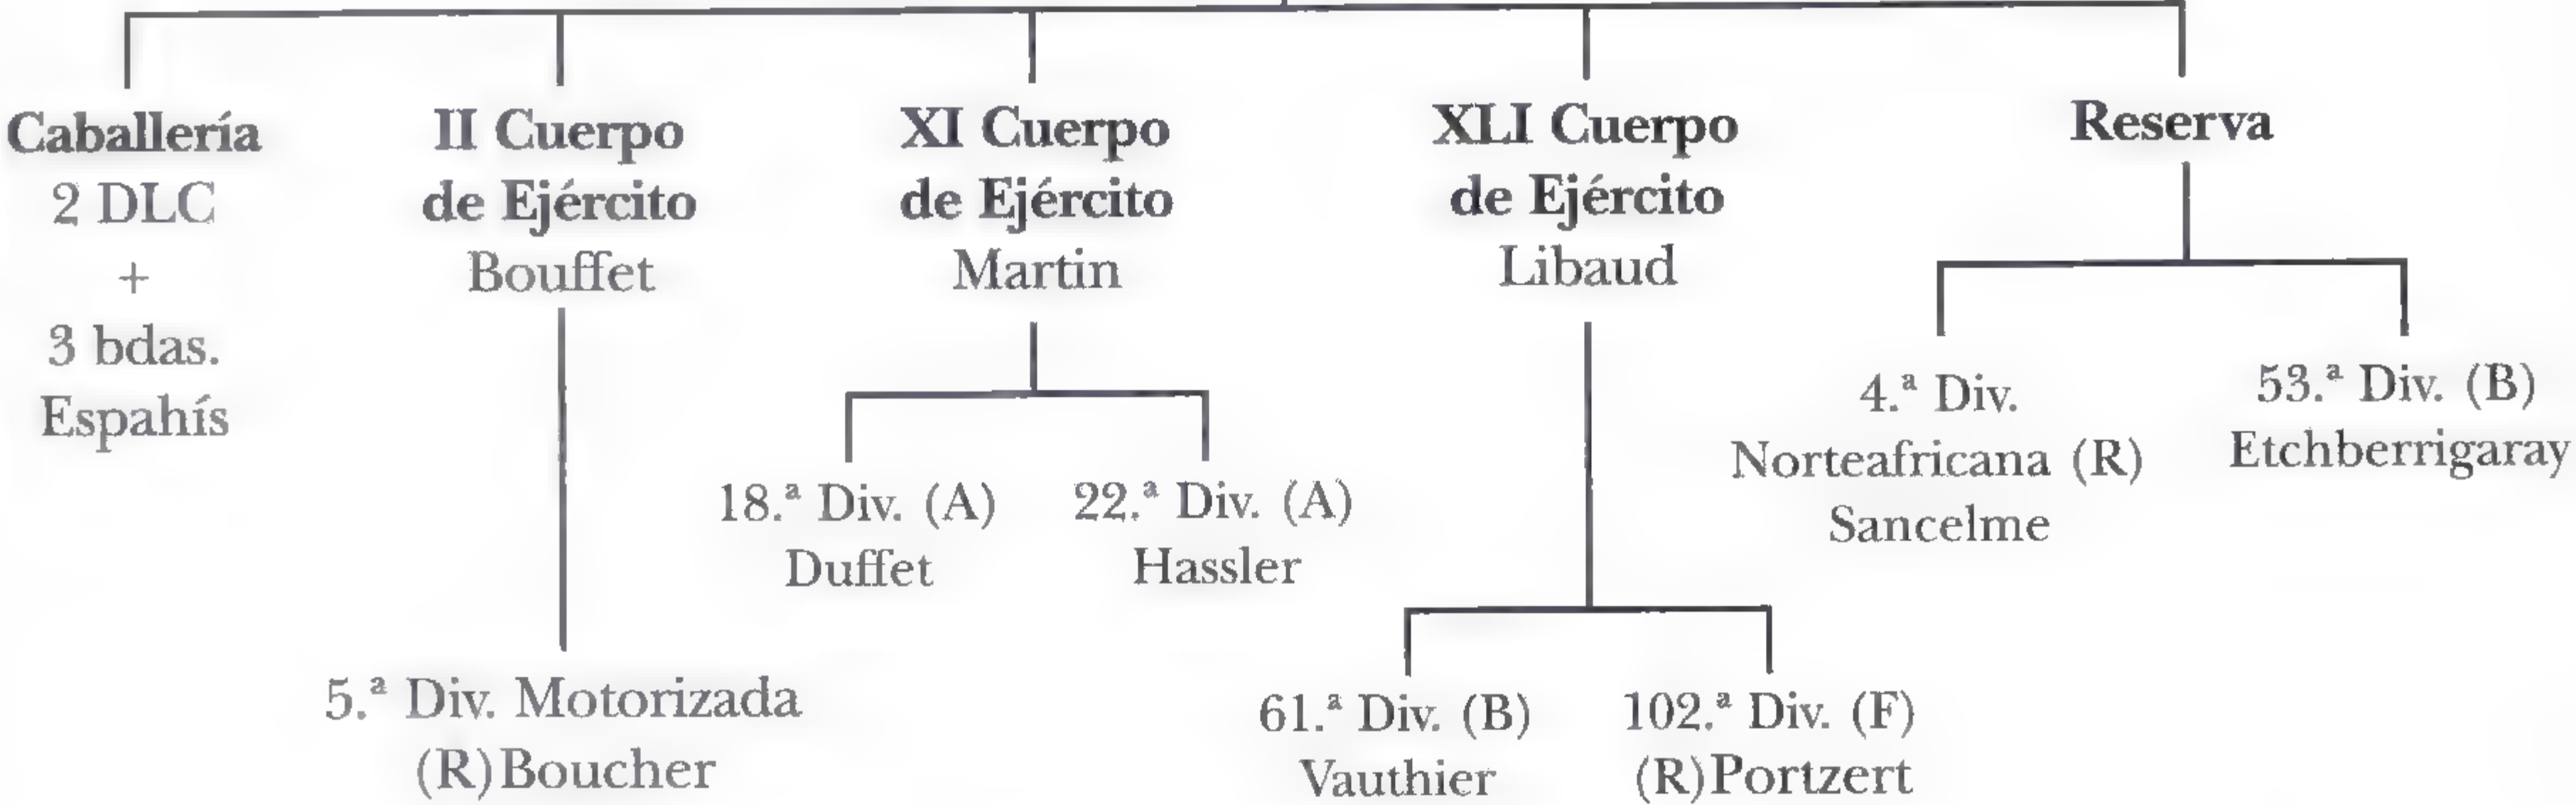 Caballería
2 DLC
+
3 bdas.
Espahís
II Cuerpo
de Ejército
Bouffet
5.ª Div. Motorizada
(R)Boucher
XI Cuerpo
de Ejército
Martin
18.ª Div. (A)
Duffet
22.ª Div. (A)
Hassler
XLI Cuerpo
de Ejército
Libaud
61.ª Div. (B)
Vauthier
102.ª Div. (F)
(R)Portzert
Reserva
4.ª Div.
Norteafricana (R)
Sancelme
53.ª Div. (B)
Etchberrigaray